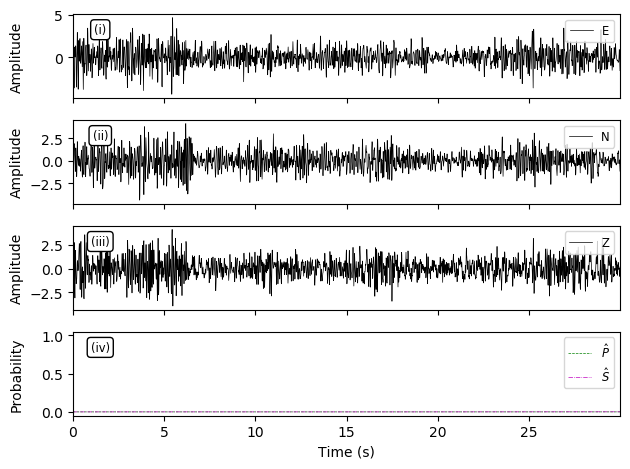 5
0
Amplitude
(i)
E
2.5
0.0
−2.5
Amplitude
(ii)
N
2.5
0.0
−2.5
Amplitude
(iii)
Z
1.0
0.5
0.0
Probability
(iv)
P̂
Ŝ
0 5 10 15 20 25
Time (s)